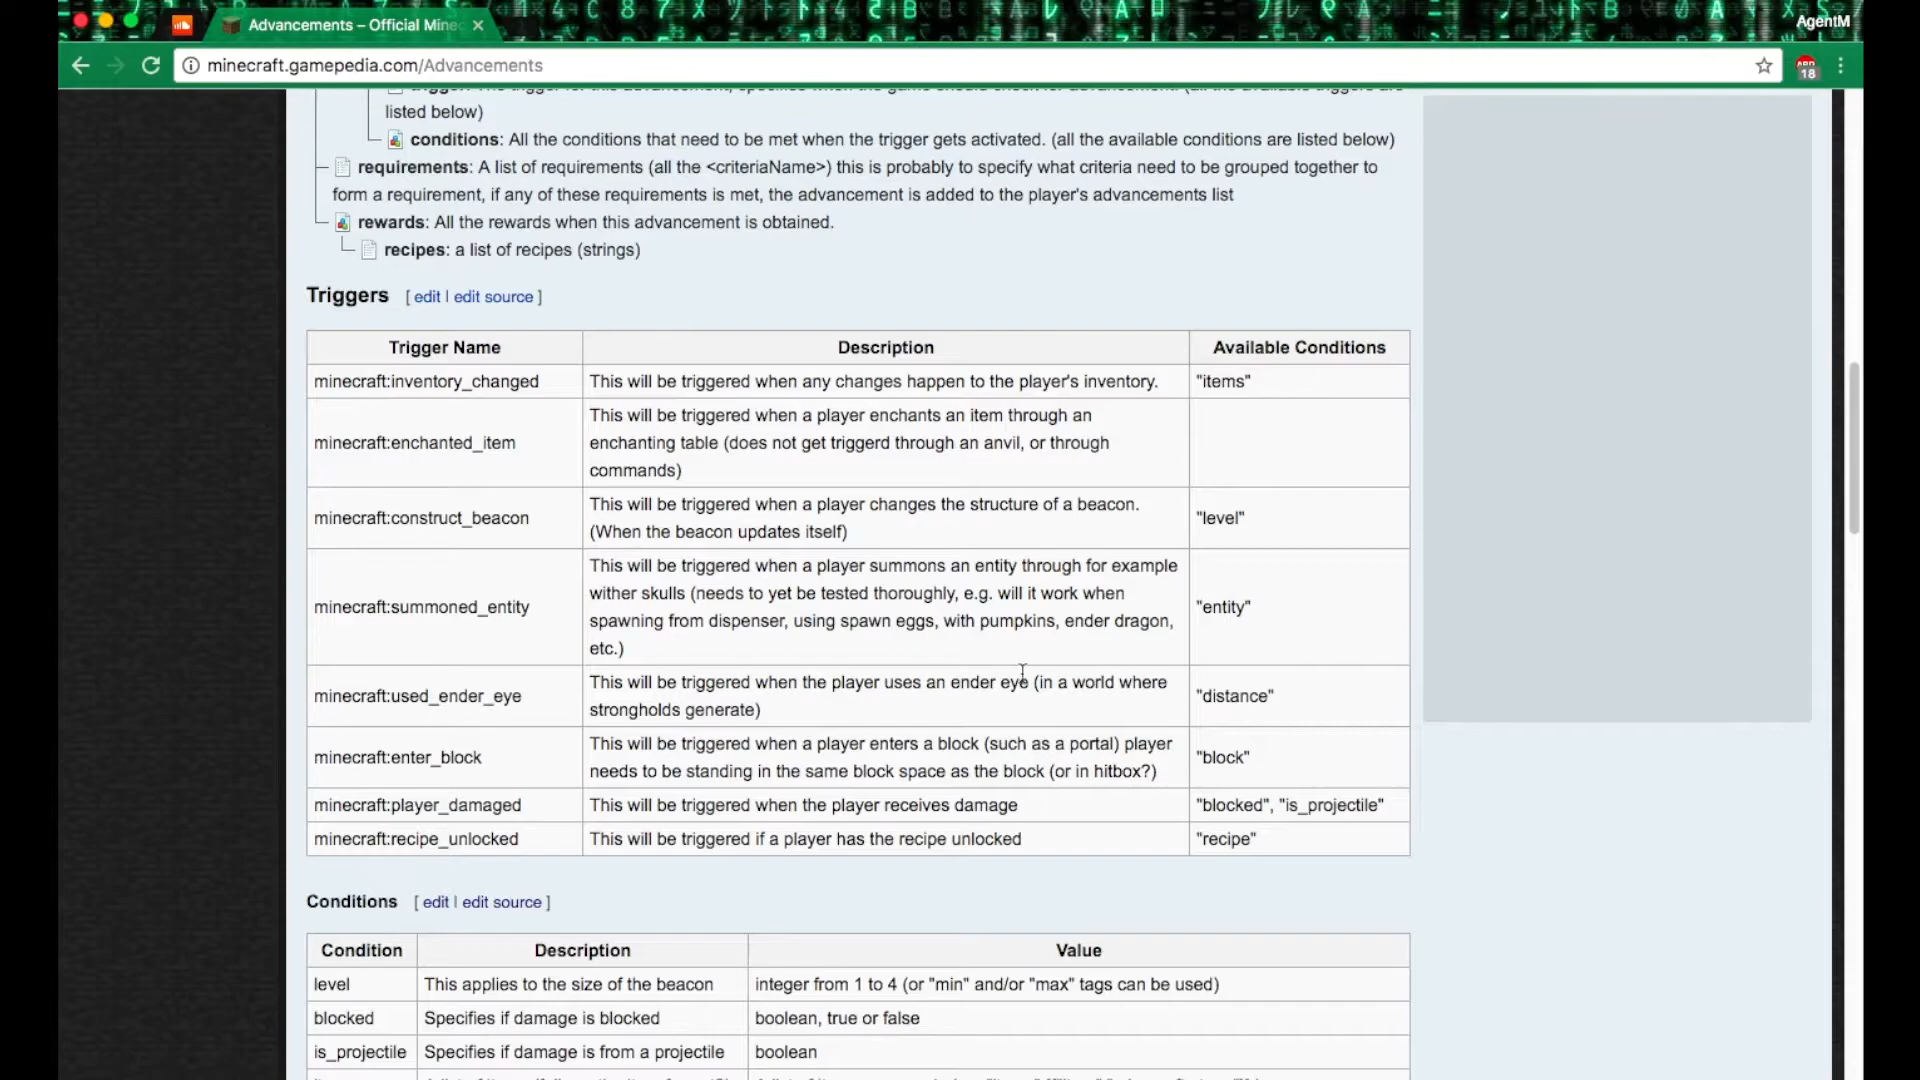 Advancements – Official Mine
AgentM
minecraft.gamepedia.com/Advancements
18
listed below)
conditions: All the conditions that need to be met when the trigger gets activated. (all the available conditions are listed below)
requirements: A list of requirements (all the <criteriaName>) this is probably to specify what criteria need to be grouped together to
form a requirement, if any of these requirements is met, the advancement is added to the player's advancements list
rewards: All the rewards when this advancement is obtained.
recipes: a list of recipes (strings)
Triggers [ edit | edit source ]
Trigger Name Description Available Conditions
minecraft:inventory_changed This will be triggered when any changes happen to the player's inventory. "items"
This will be triggered when a player enchants an item through an
minecraft:enchanted_item enchanting table (does not get triggerd through an anvil, or through
commands)
This will be triggered when a player changes the structure of a beacon.
minecraft:construct_beacon "level"
(When the beacon updates itself)
This will be triggered when a player summons an entity through for example
wither skulls (needs to yet be tested thoroughly, e.g. will it work when
minecraft:summoned_entity "entity"
spawning from dispenser, using spawn eggs, with pumpkins, ender dragon,
etc.)
This will be triggered when the player uses an ender eye (in a world where
minecraft:used_ender_eye "distance"
strongholds generate)
This will be triggered when a player enters a block (such as a portal) player
minecraft:enter_block "block"
needs to be standing in the same block space as the block (or in hitbox?)
minecraft:player_damaged This will be triggered when the player receives damage "blocked", "is_projectile"
minecraft:recipe_unlocked This will be triggered if a player has the recipe unlocked "recipe"
Conditions [ edit | edit source ]
Condition Description Value
level This applies to the size of the beacon integer from 1 to 4 (or "min" and/or "max" tags can be used)
blocked Specifies if damage is blocked boolean, true or false
is_projectile Specifies if damage is from a projectile boolean